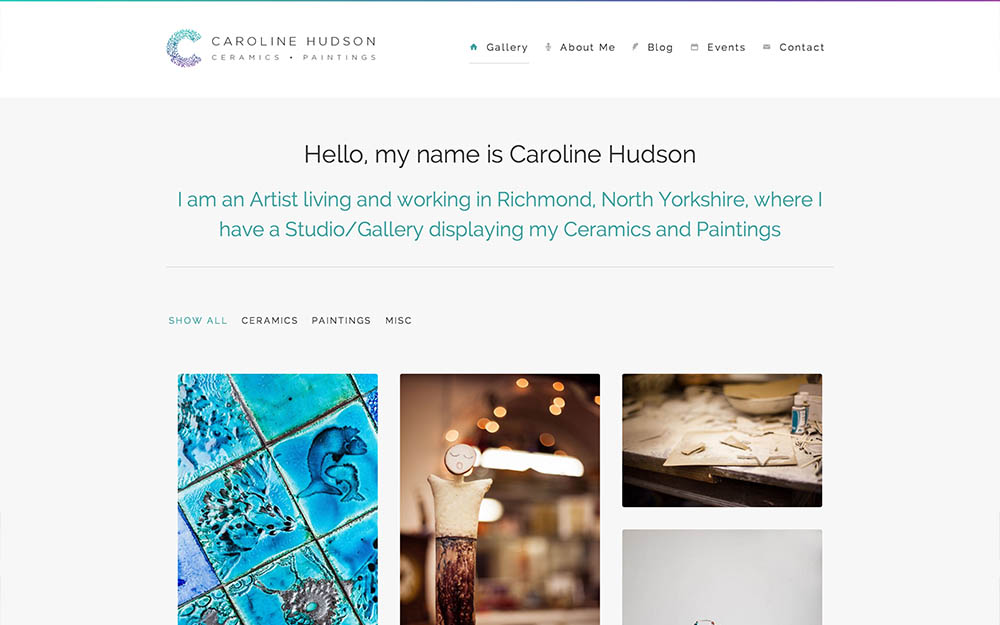 CAROLINE HUDSON
CERAMICS • PAINTINGS
Gallery About Me Blog Events Contact
Hello, my name is Caroline Hudson
I am an Artist living and working in Richmond, North Yorkshire, where I
have a Studio/Gallery displaying my Ceramics and Paintings
SHOW ALL CERAMICS PAINTINGS MISC